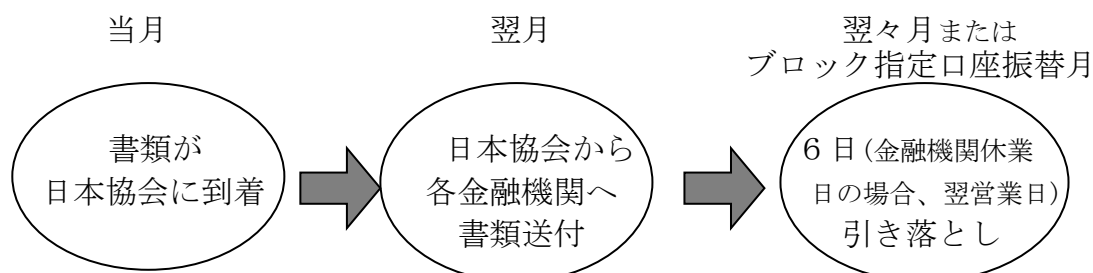 当月
書類が
日本協会に到着
翌月
日本協会から
各金融機関へ
書類送付
翌々月または
ブロック指定口座振替月
6日(金融機関休業
日の場合、翌営業日)
引き落とし